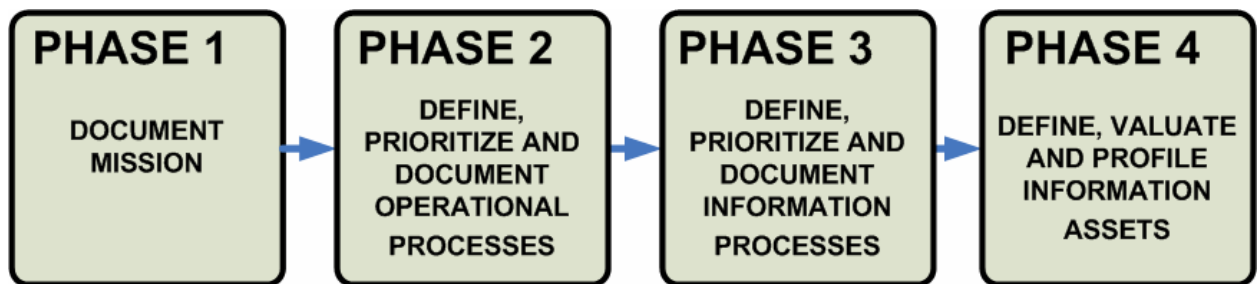 PHASE 1
DOCUMENT
MISSION
PHASE 2
DEFINE,
PRIORITIZE AND
DOCUMENT
OPERATIONAL
PROCESSES
PHASE 3
DEFINE,
PRIORITIZE AND
DOCUMENT
INFORMATION
PROCESSES
PHASE 4
DEFINE, VALUATE
AND PROFILE
INFORMATION
ASSETS